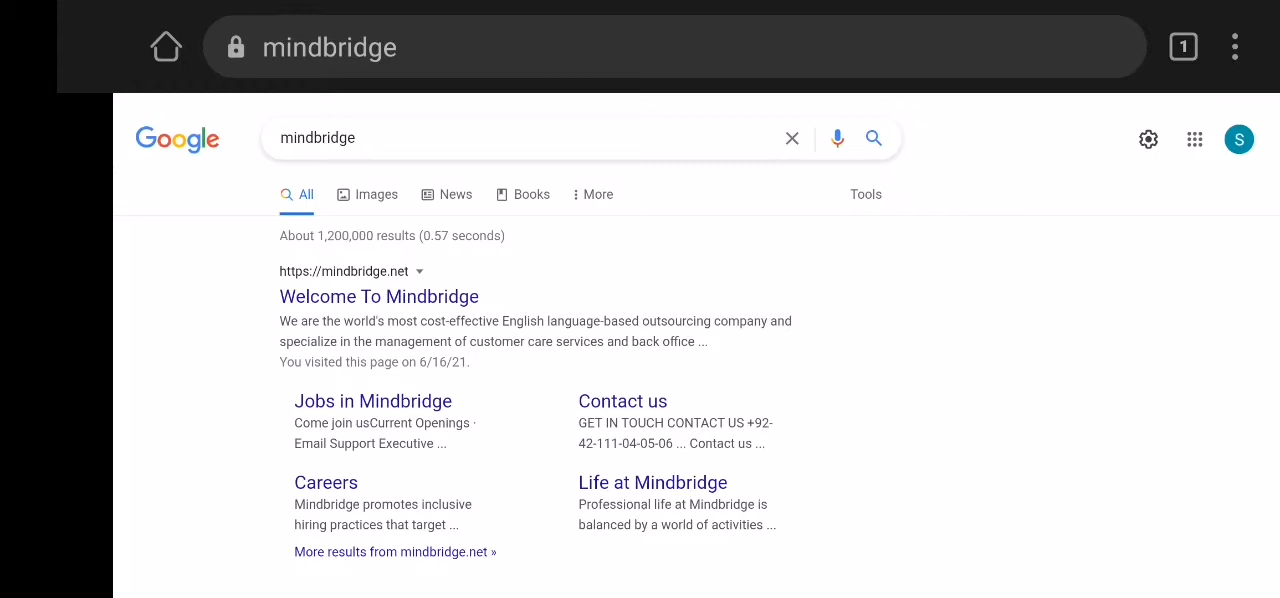 mindbridge
1
Google
mindbridge
S
All Images News Books More Tools
About 1,200,000 results (0.57 seconds)
https://mindbridge.net
Welcome To Mindbridge
We are the world's most cost-effective English language-based outsourcing company and
specialize in the management of customer care services and back office ...
You visited this page on 6/16/21.
Jobs in Mindbridge
Come join usCurrent Openings ·
Email Support Executive ...
Contact us
GET IN TOUCH CONTACT US +92-
42-111-04-05-06 ... Contact us ...
Careers
Mindbridge promotes inclusive
hiring practices that target ...
Life at Mindbridge
Professional life at Mindbridge is
balanced by a world of activities ...
More results from mindbridge.net »